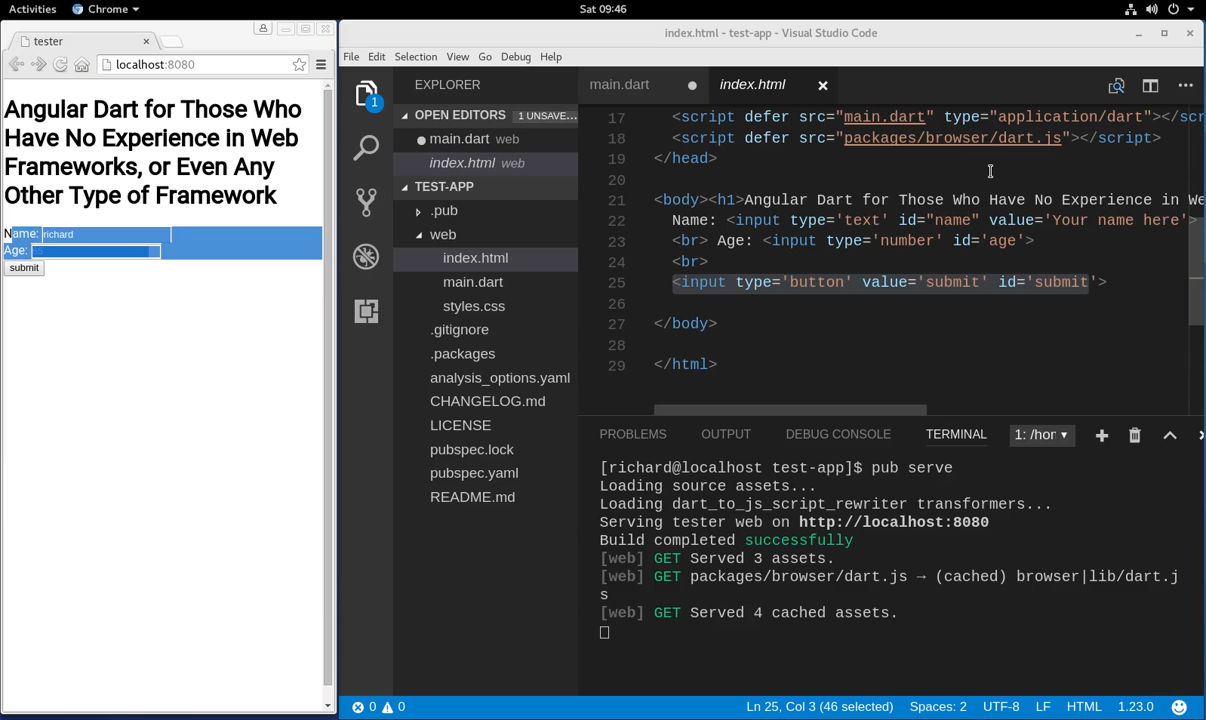 Activities Chrome Sat 09:46
tester
localhost:8080
Angular Dart for Those Who
Have No Experience in Web
Frameworks, or Even Any
Other Type of Framework
Name: richard
Age:
submit
index.html - test-app - Visual Studio Code
File Edit Selection View Go Debug Help
1
EXPLORER
OPEN EDITORS 1 UNSAVE...
main.dart web
index.html web
TEST-APP
.pub
web
index.html
main.dart
styles.css
.gitignore
.packages
analysis_options.yaml
CHANGELOG.md
LICENSE
pubspec.lock
pubspec.yaml
README.md
main.dart index.html
17 <script defer src="main.dart" type="application/dart"></scr
18 <script defer src="packages/browser/dart.js"></script>
19 </head>
20
21 <body><h1>Angular Dart for Those Who Have No Experience in We
22 Name: <input type='text' id="name" value='Your name here'>
23 <br> Age: <input type='number' id='age'>
24 <br>
25 <input type='button' value='submit' id='submit'>
26
27 </body>
28
29 </html>
PROBLEMS OUTPUT DEBUG CONSOLE TERMINAL 1: /hor
[richard@localhost test-app]$ pub serve
Loading source assets...
Loading dart_to_js_script_rewriter transformers...
Serving tester web on http://localhost:8080
Build completed successfully
[web] GET Served 3 assets.
[web] GET packages/browser/dart.js → (cached) browser|lib/dart.j
s
[web] GET Served 4 cached assets.
0 0 Ln 25, Col 3 (46 selected) Spaces: 2 UTF-8 LF HTML 1.23.0